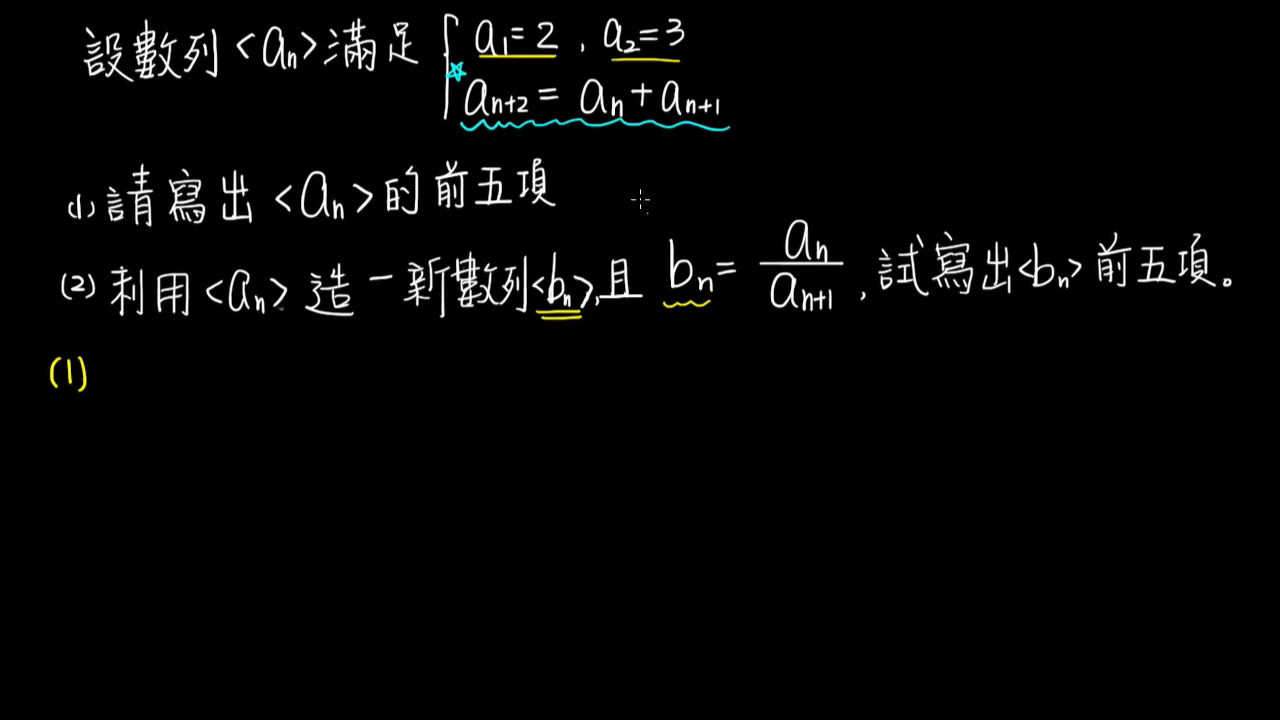 設數列<aₙ>滿足 { a₁=2 , a₂=3
☆ aₙ₊₂ = aₙ + aₙ₊₁
(1) 請寫出<aₙ>的前五項
(2) 利用<aₙ>造一新數列<bₙ>,且 bₙ = aₙ/aₙ₊₁ , 試寫出<bₙ>前五項。
(1)